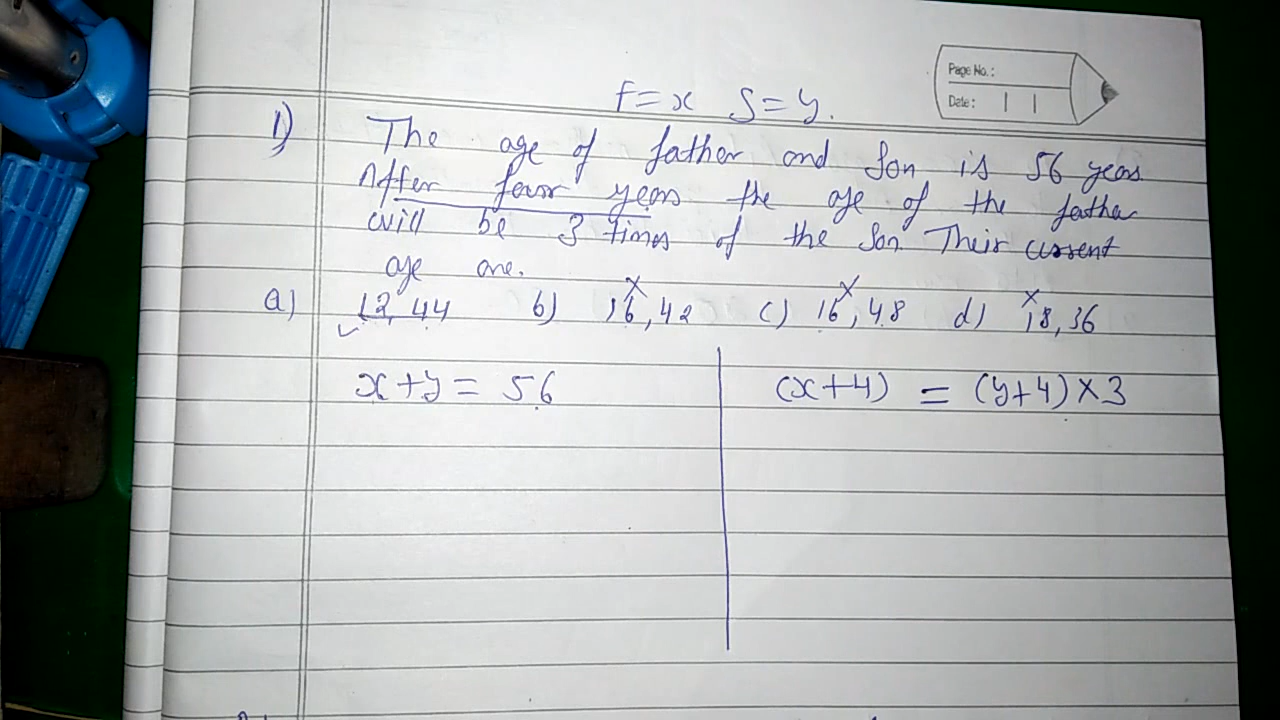 Page No.:
Date:
F=x S=y.
1) The age of father and Son is 56 years
After four years the age of the father
will be 3 times of the Son Their current
age are.
a) 12,44 b) 16,42 c) 16,48 d) 18,36
x+y= 56 (x+4) = (y+4)×3